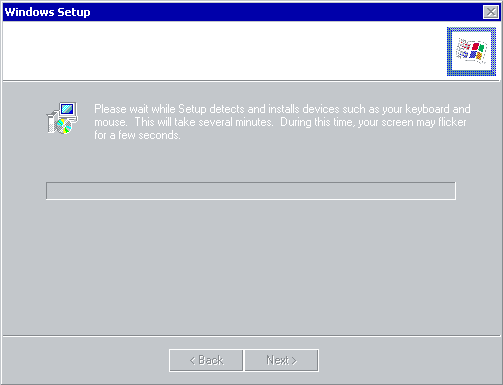 Windows Setup
Please wait while Setup detects and installs devices such as your keyboard and
mouse. This will take several minutes. During this time, your screen may flicker
for a few seconds.
< Back
Next >